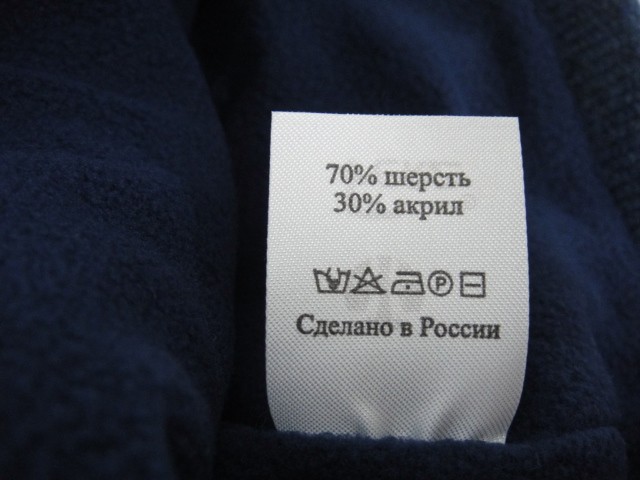 70% шерсть
30% акрил
P
Сделано в России